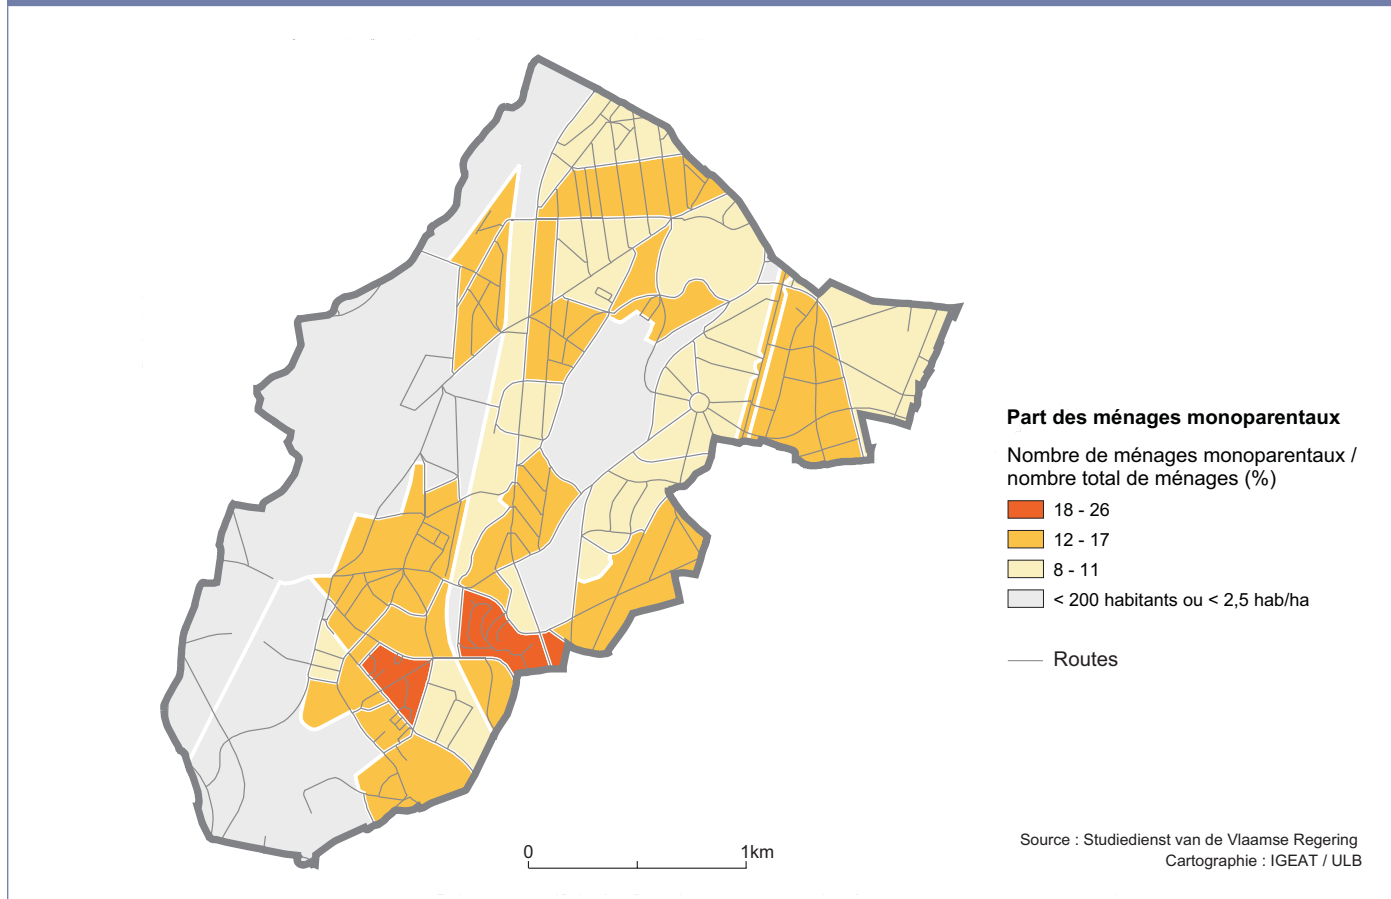 Part des ménages monoparentaux
Nombre de ménages monoparentaux /
nombre total de ménages (%)
18 - 26
12 - 17
8 - 11
< 200 habitants ou < 2,5 hab/ha
Routes
0 1km
Source : Studiedienst van de Vlaamse Regering
Cartographie : IGEAT / ULB